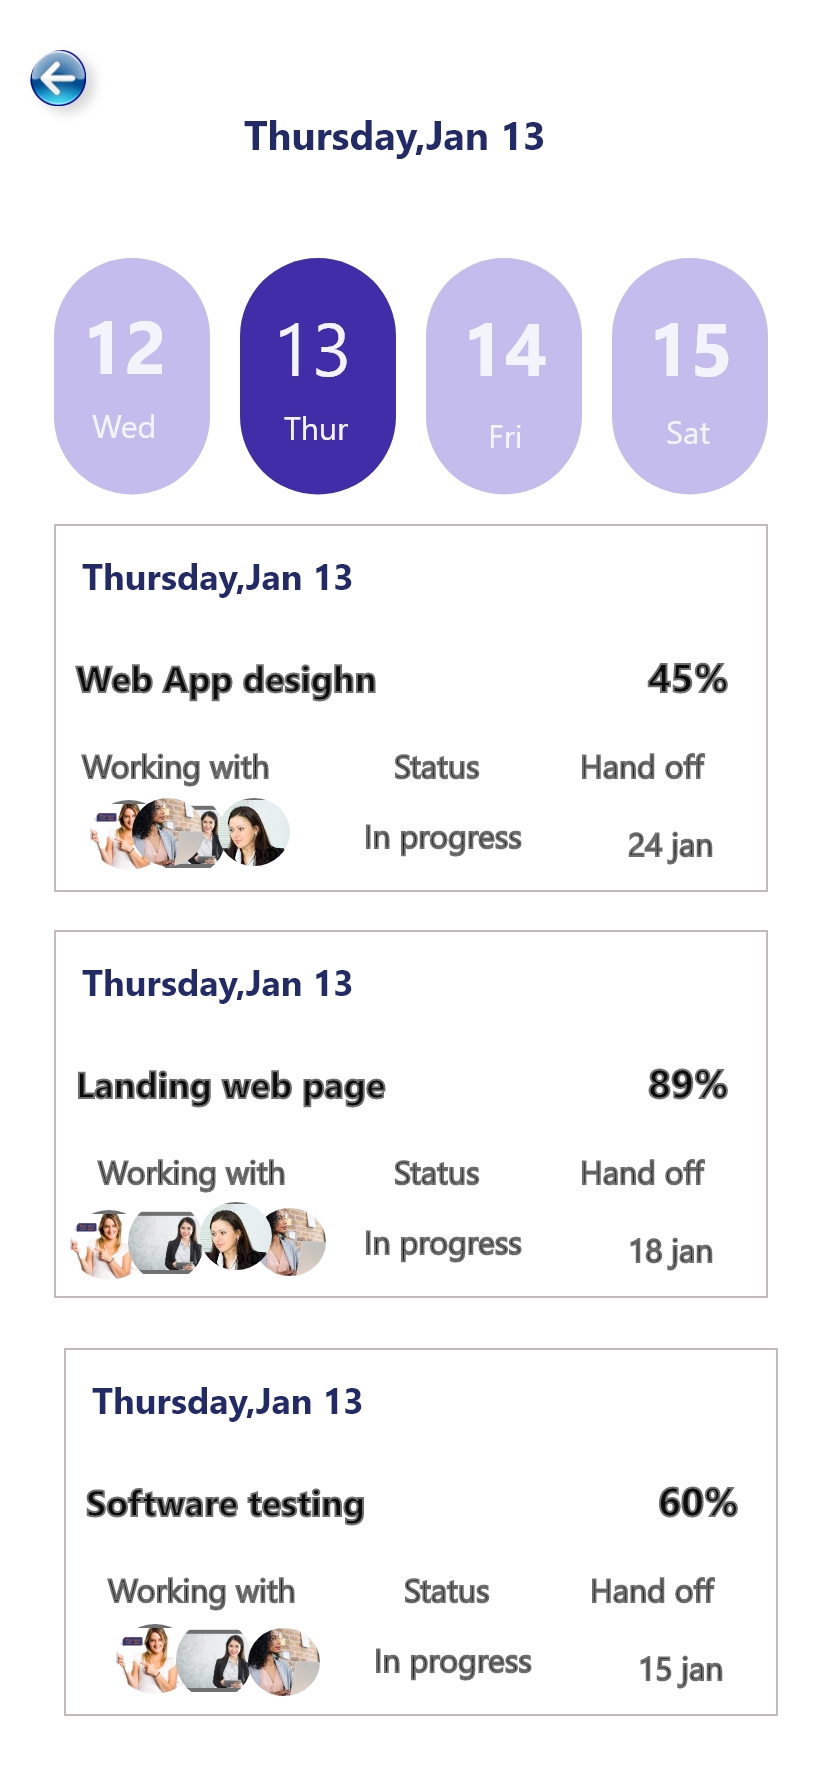 Thursday,Jan 13
12 13 14 15
Wed Thur Fri Sat
Thursday,Jan 13
Web App desighn 45%
Working with Status Hand off
In progress 24 jan
Thursday,Jan 13
Landing web page 89%
Working with Status Hand off
In progress 18 jan
Thursday,Jan 13
Software testing 60%
Working with Status Hand off
In progress 15 jan